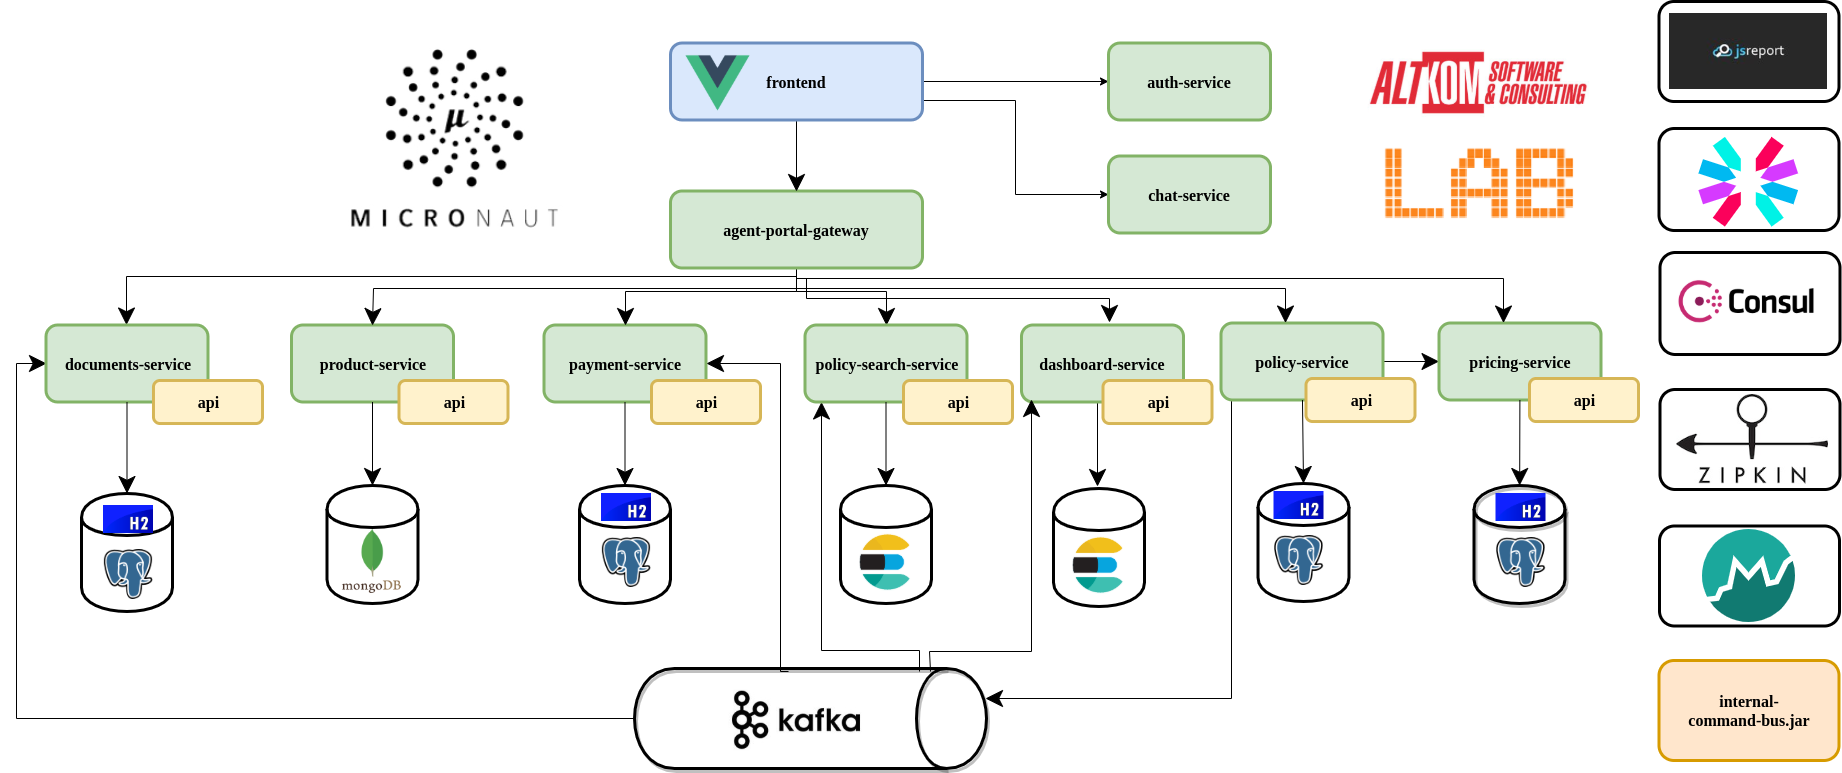 jsreport
frontend
auth-service
ALTKOM SOFTWARE
& CONSULTING
LAB
µ
MICRONAUT
chat-service
agent-portal-gateway
Consul
documents-service
product-service
payment-service
policy-search-service
dashboard-service
policy-service
pricing-service
api
api
api
api
api
api
api
ZIPKIN
H2
H2
H2
H2
mongoDB
kafka
internal-
command-bus.jar